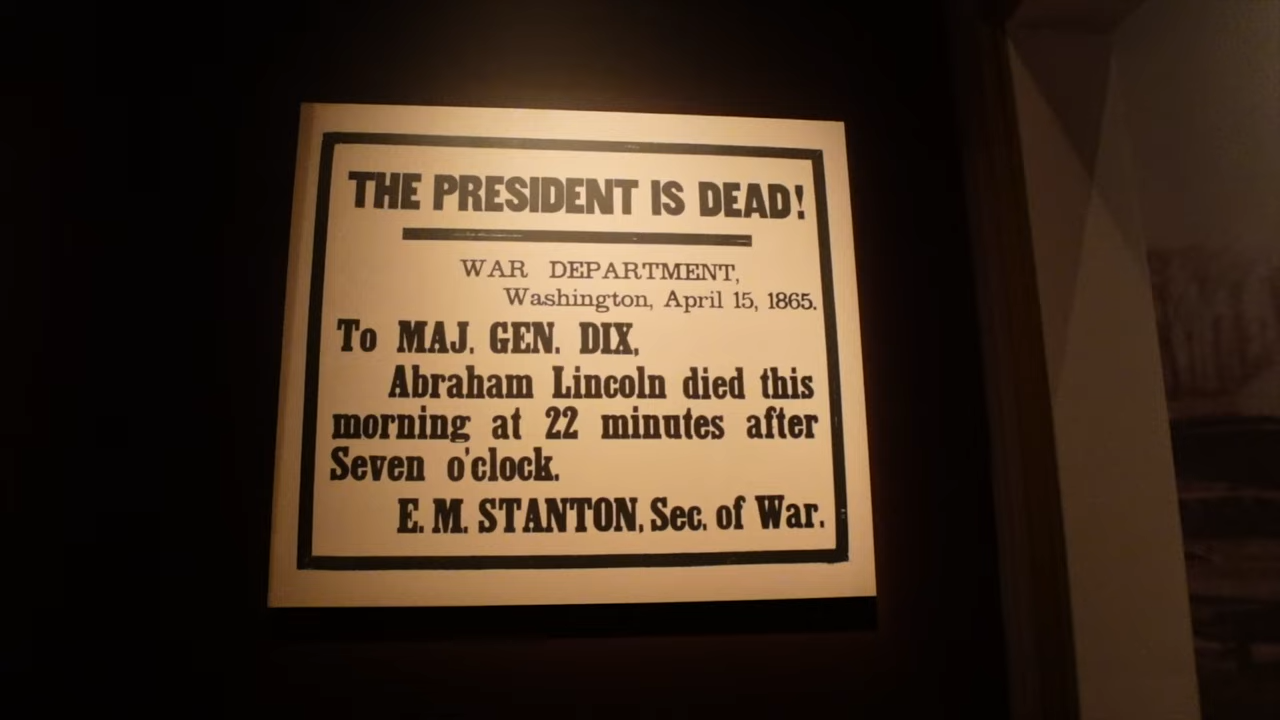 THE PRESIDENT IS DEAD!
WAR DEPARTMENT,
Washington, April 15, 1865.
To MAJ. GEN. DIX,
Abraham Lincoln died this
morning at 22 minutes after
Seven o'clock.
E. M. STANTON, Sec. of War.